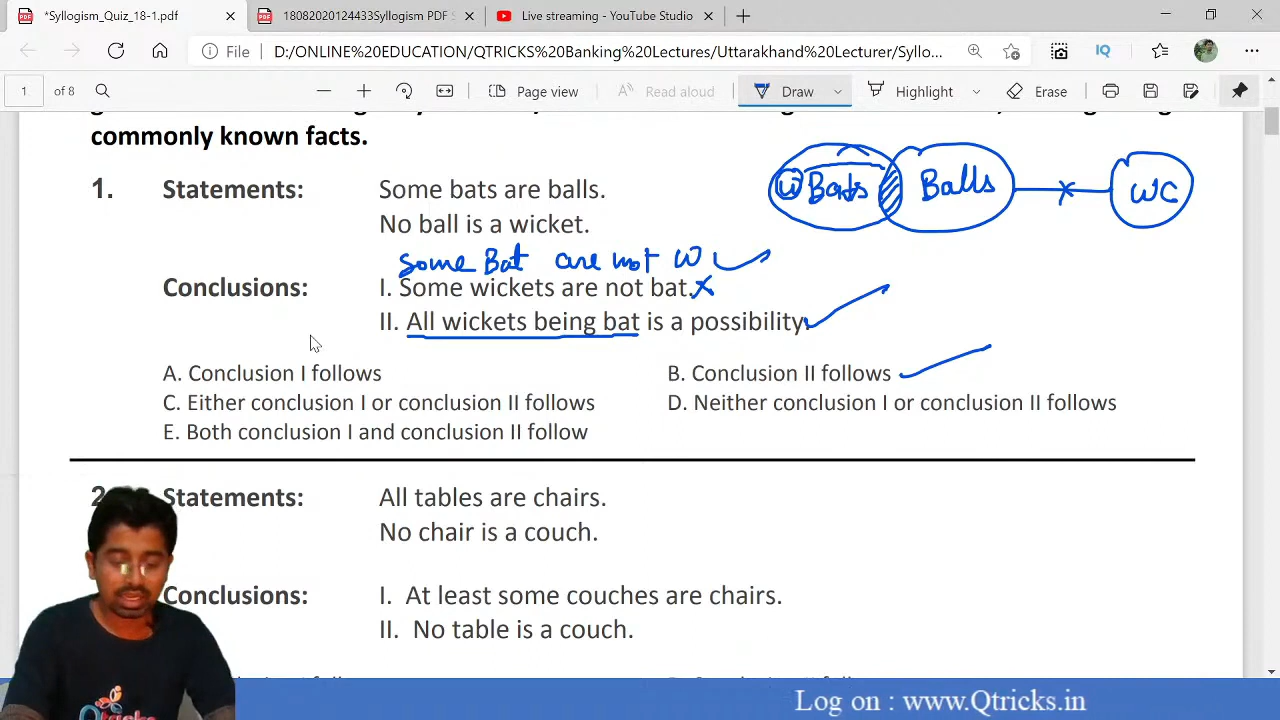 *Syllogism_Quiz_18-1.pdf
18082020124433Syllogism PDF S
Live streaming - YouTube Studio
File D:/ONLINE%20EDUCATION/QTRICKS%20Banking%20Lectures/Uttarakhand%20Lecturer/Syllo...
IQ
1 of 8
Page view
Read aloud
Draw
Highlight
Erase
commonly known facts.
1. Statements: Some bats are balls.
No ball is a wicket.
W Bats Balls WC
Some Bat are not W
Conclusions: I. Some wickets are not bat.
II. All wickets being bat is a possibility.
A. Conclusion I follows B. Conclusion II follows
C. Either conclusion I or conclusion II follows D. Neither conclusion I or conclusion II follows
E. Both conclusion I and conclusion II follow
2. Statements: All tables are chairs.
No chair is a couch.
Conclusions: I. At least some couches are chairs.
II. No table is a couch.
Qtricks
Log on : www.Qtricks.in